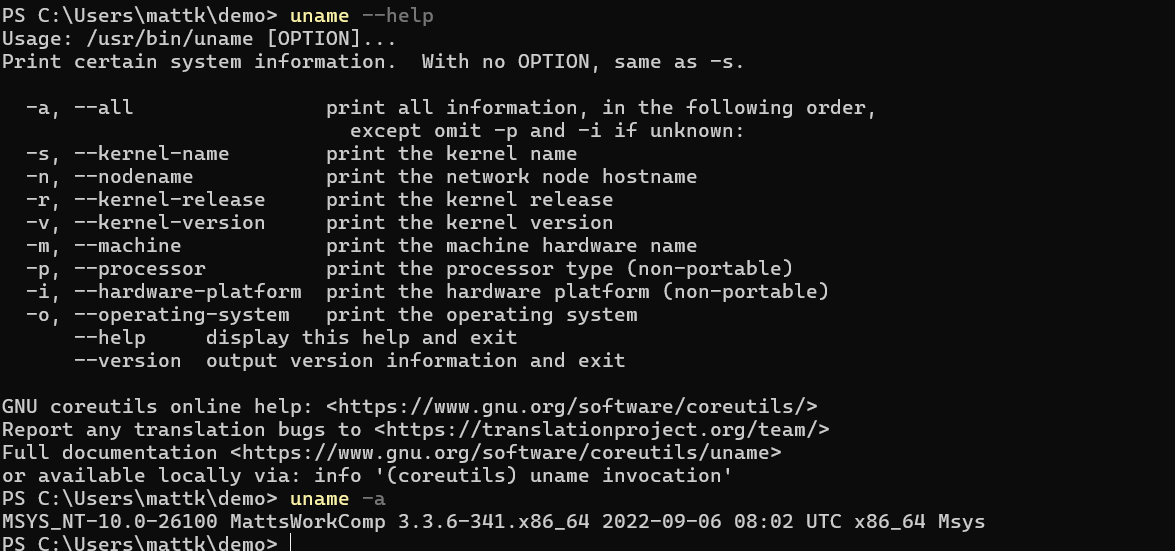 PS C:\Users\mattk\demo> uname --help
Usage: /usr/bin/uname [OPTION]...
Print certain system information.  With no OPTION, same as -s.

  -a, --all                print all information, in the following order,
                             except omit -p and -i if unknown:
  -s, --kernel-name        print the kernel name
  -n, --nodename           print the network node hostname
  -r, --kernel-release     print the kernel release
  -v, --kernel-version     print the kernel version
  -m, --machine            print the machine hardware name
  -p, --processor          print the processor type (non-portable)
  -i, --hardware-platform  print the hardware platform (non-portable)
  -o, --operating-system   print the operating system
      --help     display this help and exit
      --version  output version information and exit

GNU coreutils online help: <https://www.gnu.org/software/coreutils/>
Report any translation bugs to <https://translationproject.org/team/>
Full documentation <https://www.gnu.org/software/coreutils/uname>
or available locally via: info '(coreutils) uname invocation'
PS C:\Users\mattk\demo> uname -a
MSYS_NT-10.0-26100 MattsWorkComp 3.3.6-341.x86_64 2022-09-06 08:02 UTC x86_64 Msys
PS C:\Users\mattk\demo>